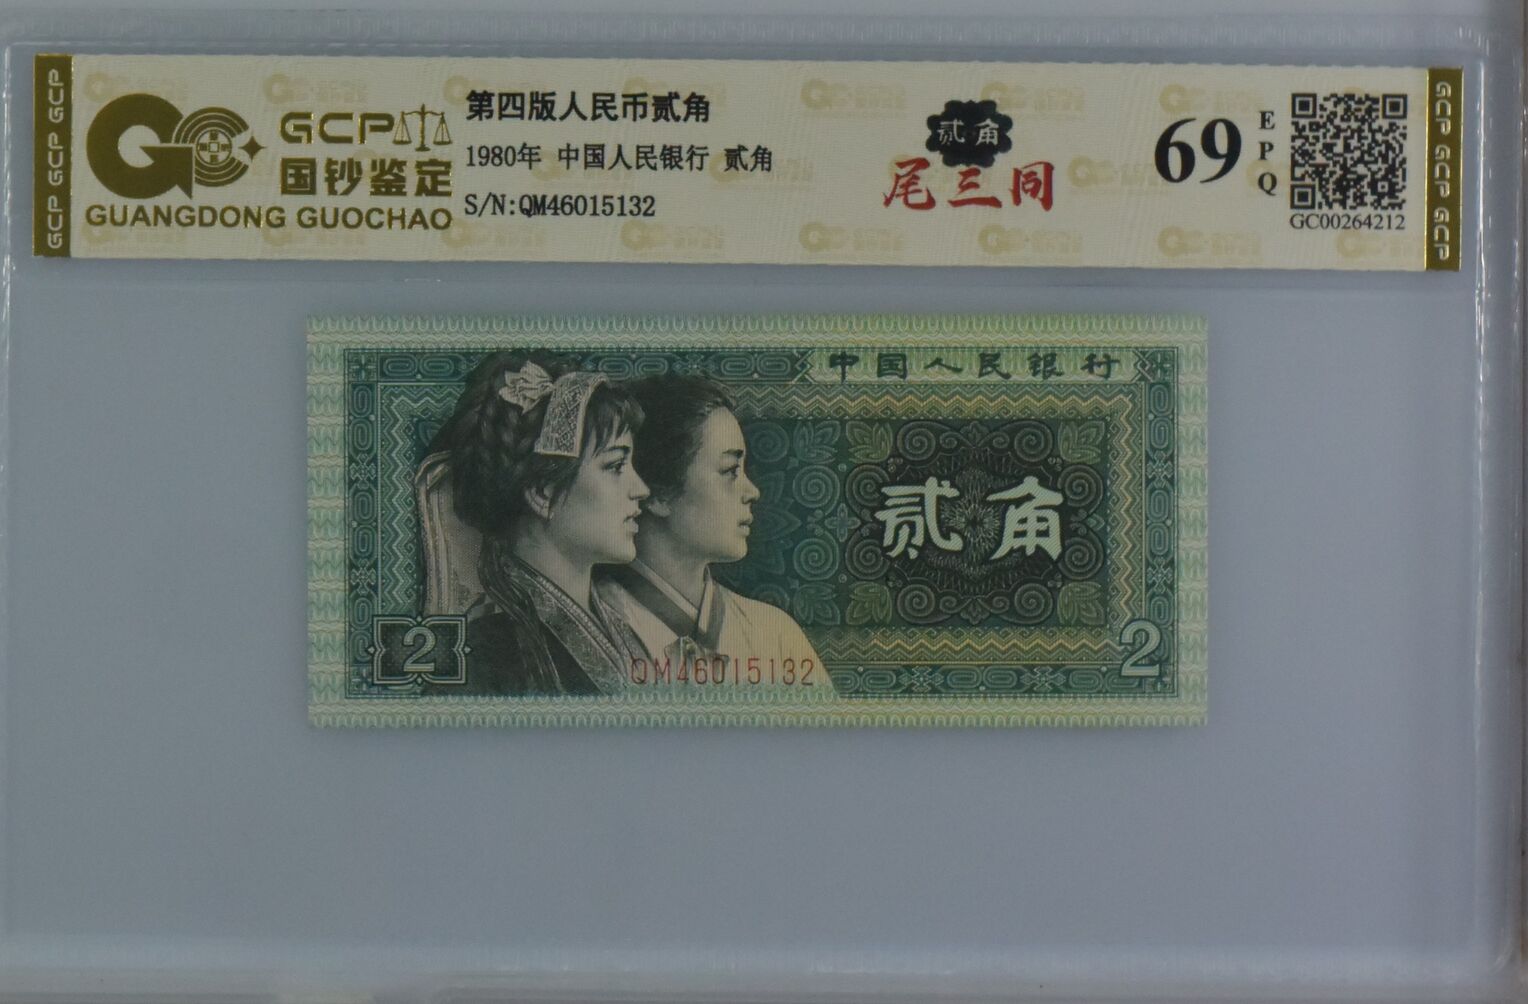 GCP GCP GCP
GCP
国钞鉴定
GUANGDONG GUOCHAO
第四版人民币贰角
1980年 中国人民银行 贰角
S/N:QM46015132
贰角
尾三同
69
EPQ
GC00264212
GCP GCP GCP
中国人民银行
贰角
2
QM46015132
2